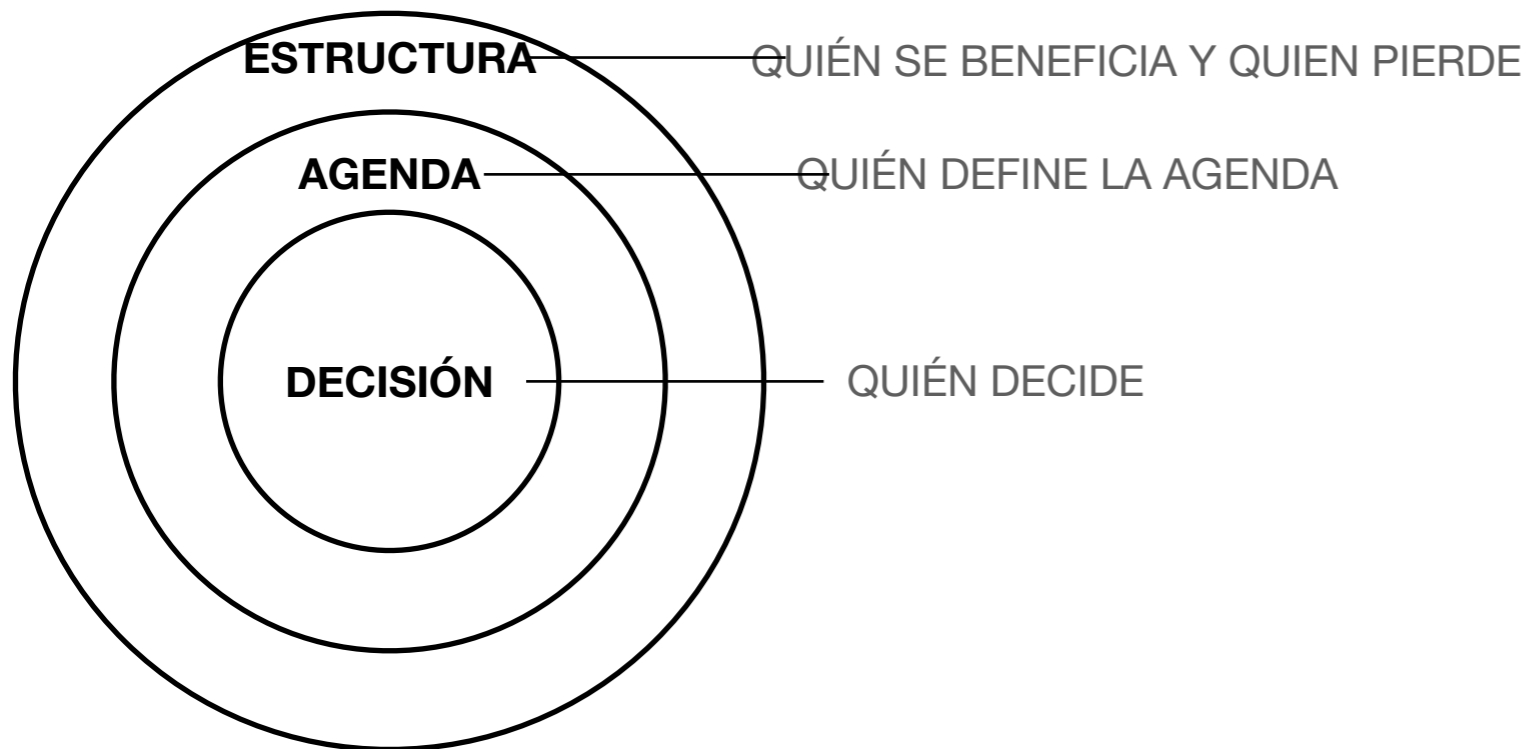 ESTRUCTURA QUIÉN SE BENEFICIA Y QUIEN PIERDE
AGENDA QUIÉN DEFINE LA AGENDA
DECISIÓN QUIÉN DECIDE